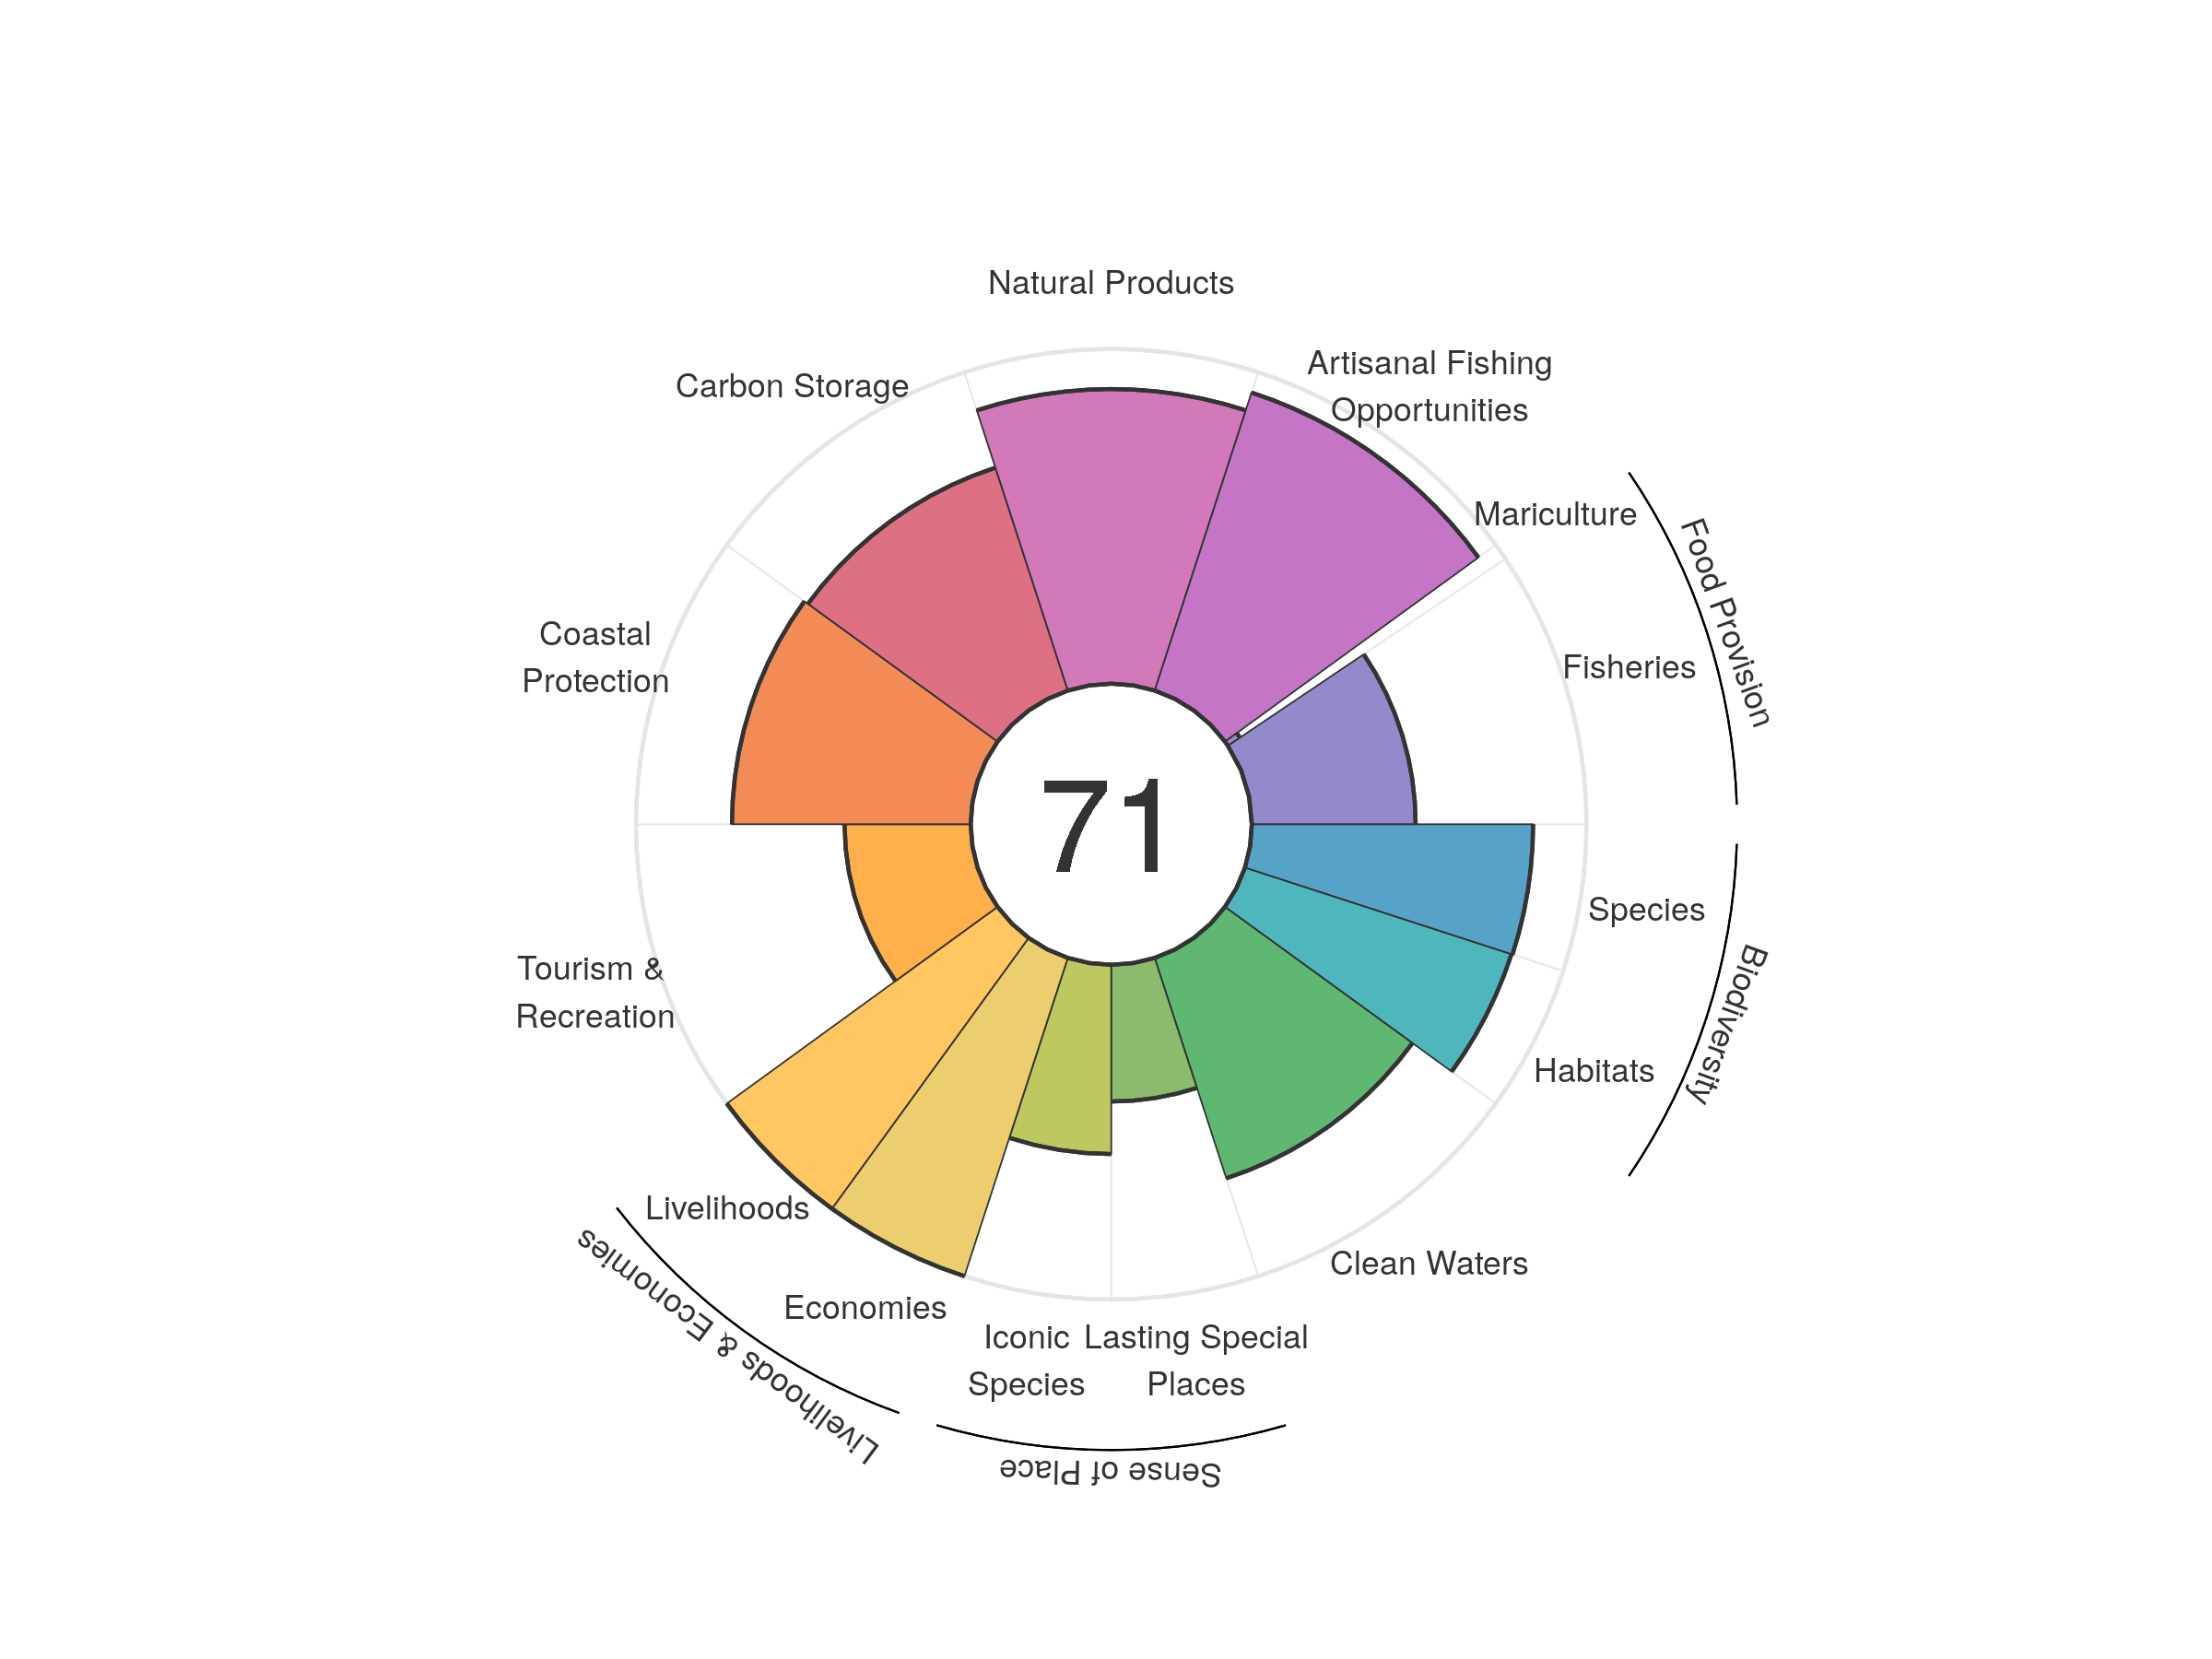 Natural Products
Artisanal Fishing
Opportunities
Carbon Storage
Mariculture
Food Provision
Fisheries
Coastal
Protection
71
Species
Biodiversity
Tourism &
Recreation
Habitats
Livelihoods
Clean Waters
Economies
Livelihoods & Economies
Iconic
Species
Lasting Special
Places
Sense of Place